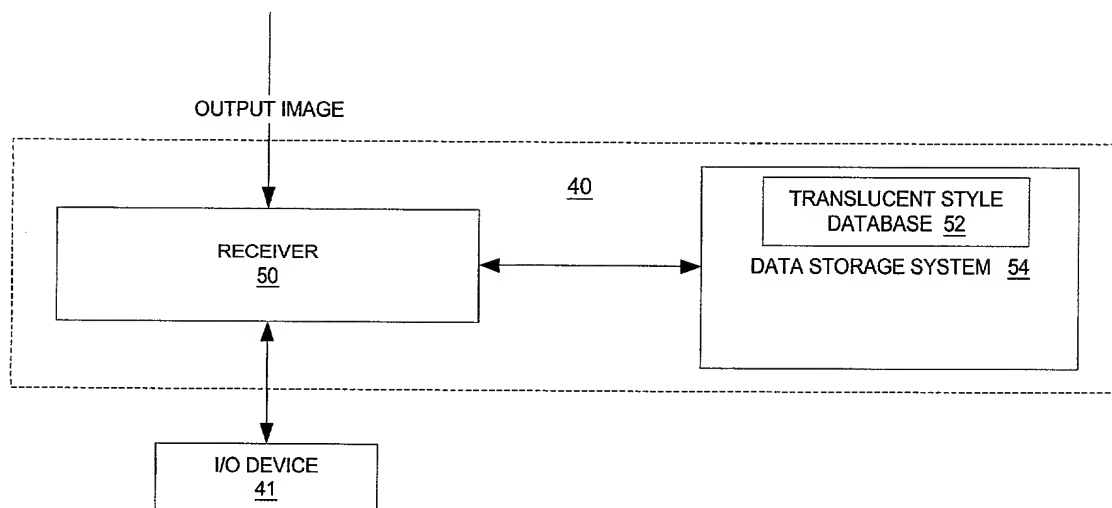 OUTPUT IMAGE
40
TRANSLUCENT STYLE
DATABASE 52
RECEIVER
50
DATA STORAGE SYSTEM 54
I/O DEVICE
41